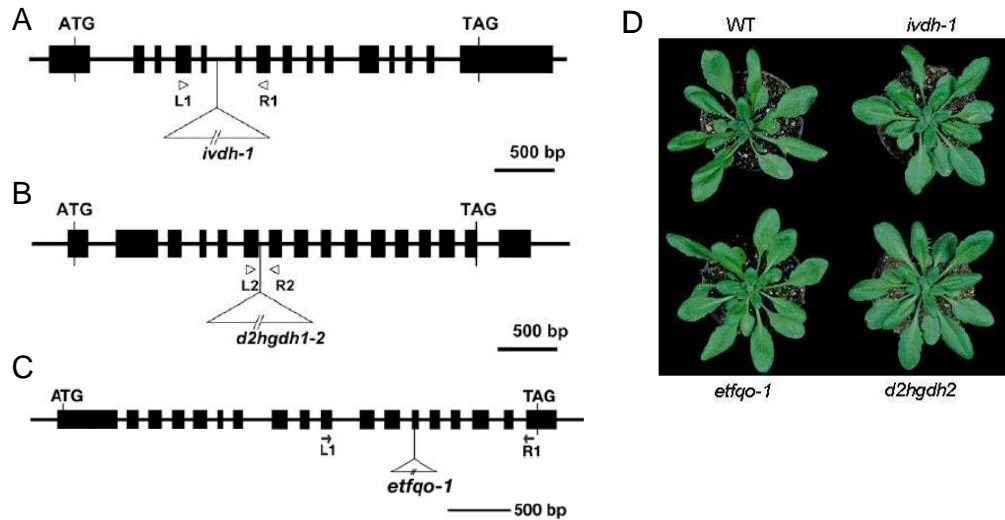 A
ATG TAG
L1 R1
ivdh-1
500 bp
B
ATG TAG
L2 R2
d2hgdh1-2
500 bp
C
ATG TAG
L1 R1
etfqo-1
500 bp
D
WT ivdh-1
etfqo-1 d2hgdh2